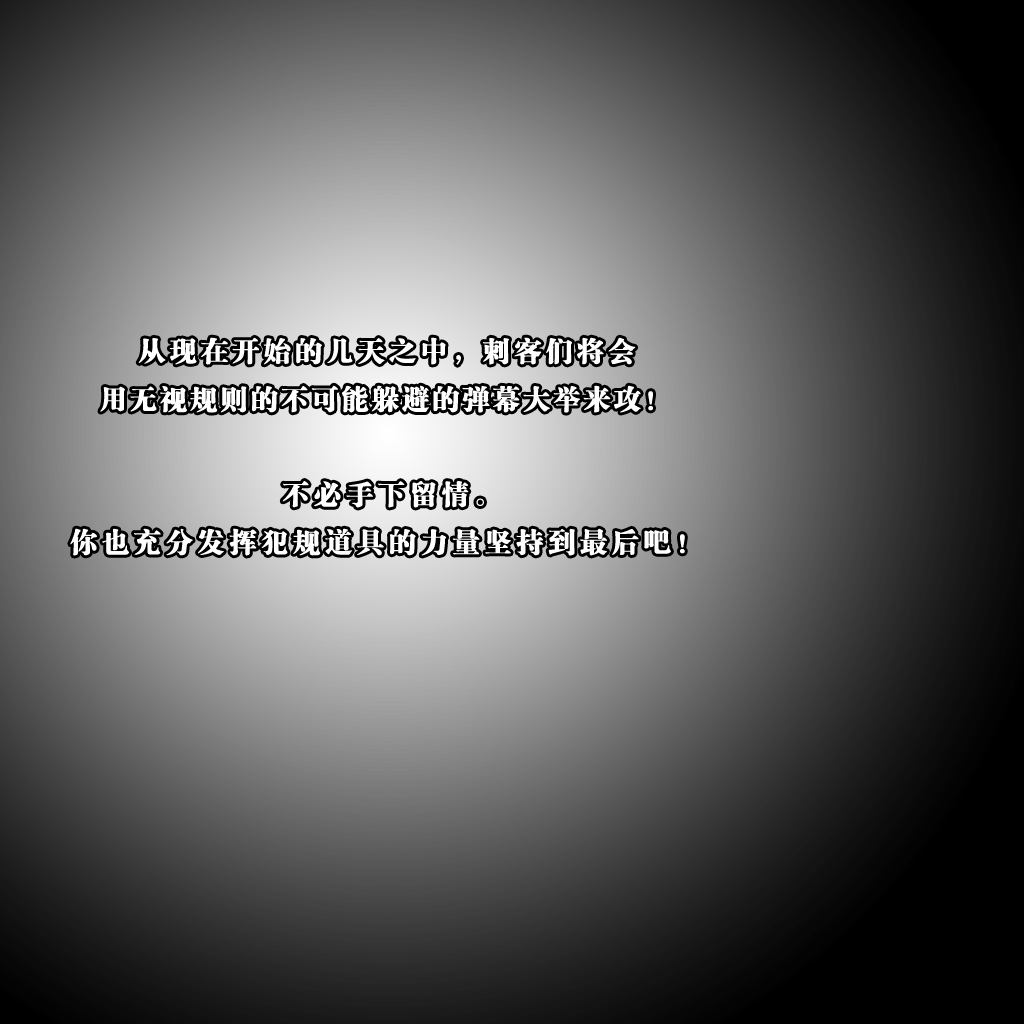 从现在开始的几天之中，刺客们将会
用无视规则的不可能躲避的弹幕大举来攻！
不必手下留情。
你也充分发挥犯规道具的力量坚持到最后吧！